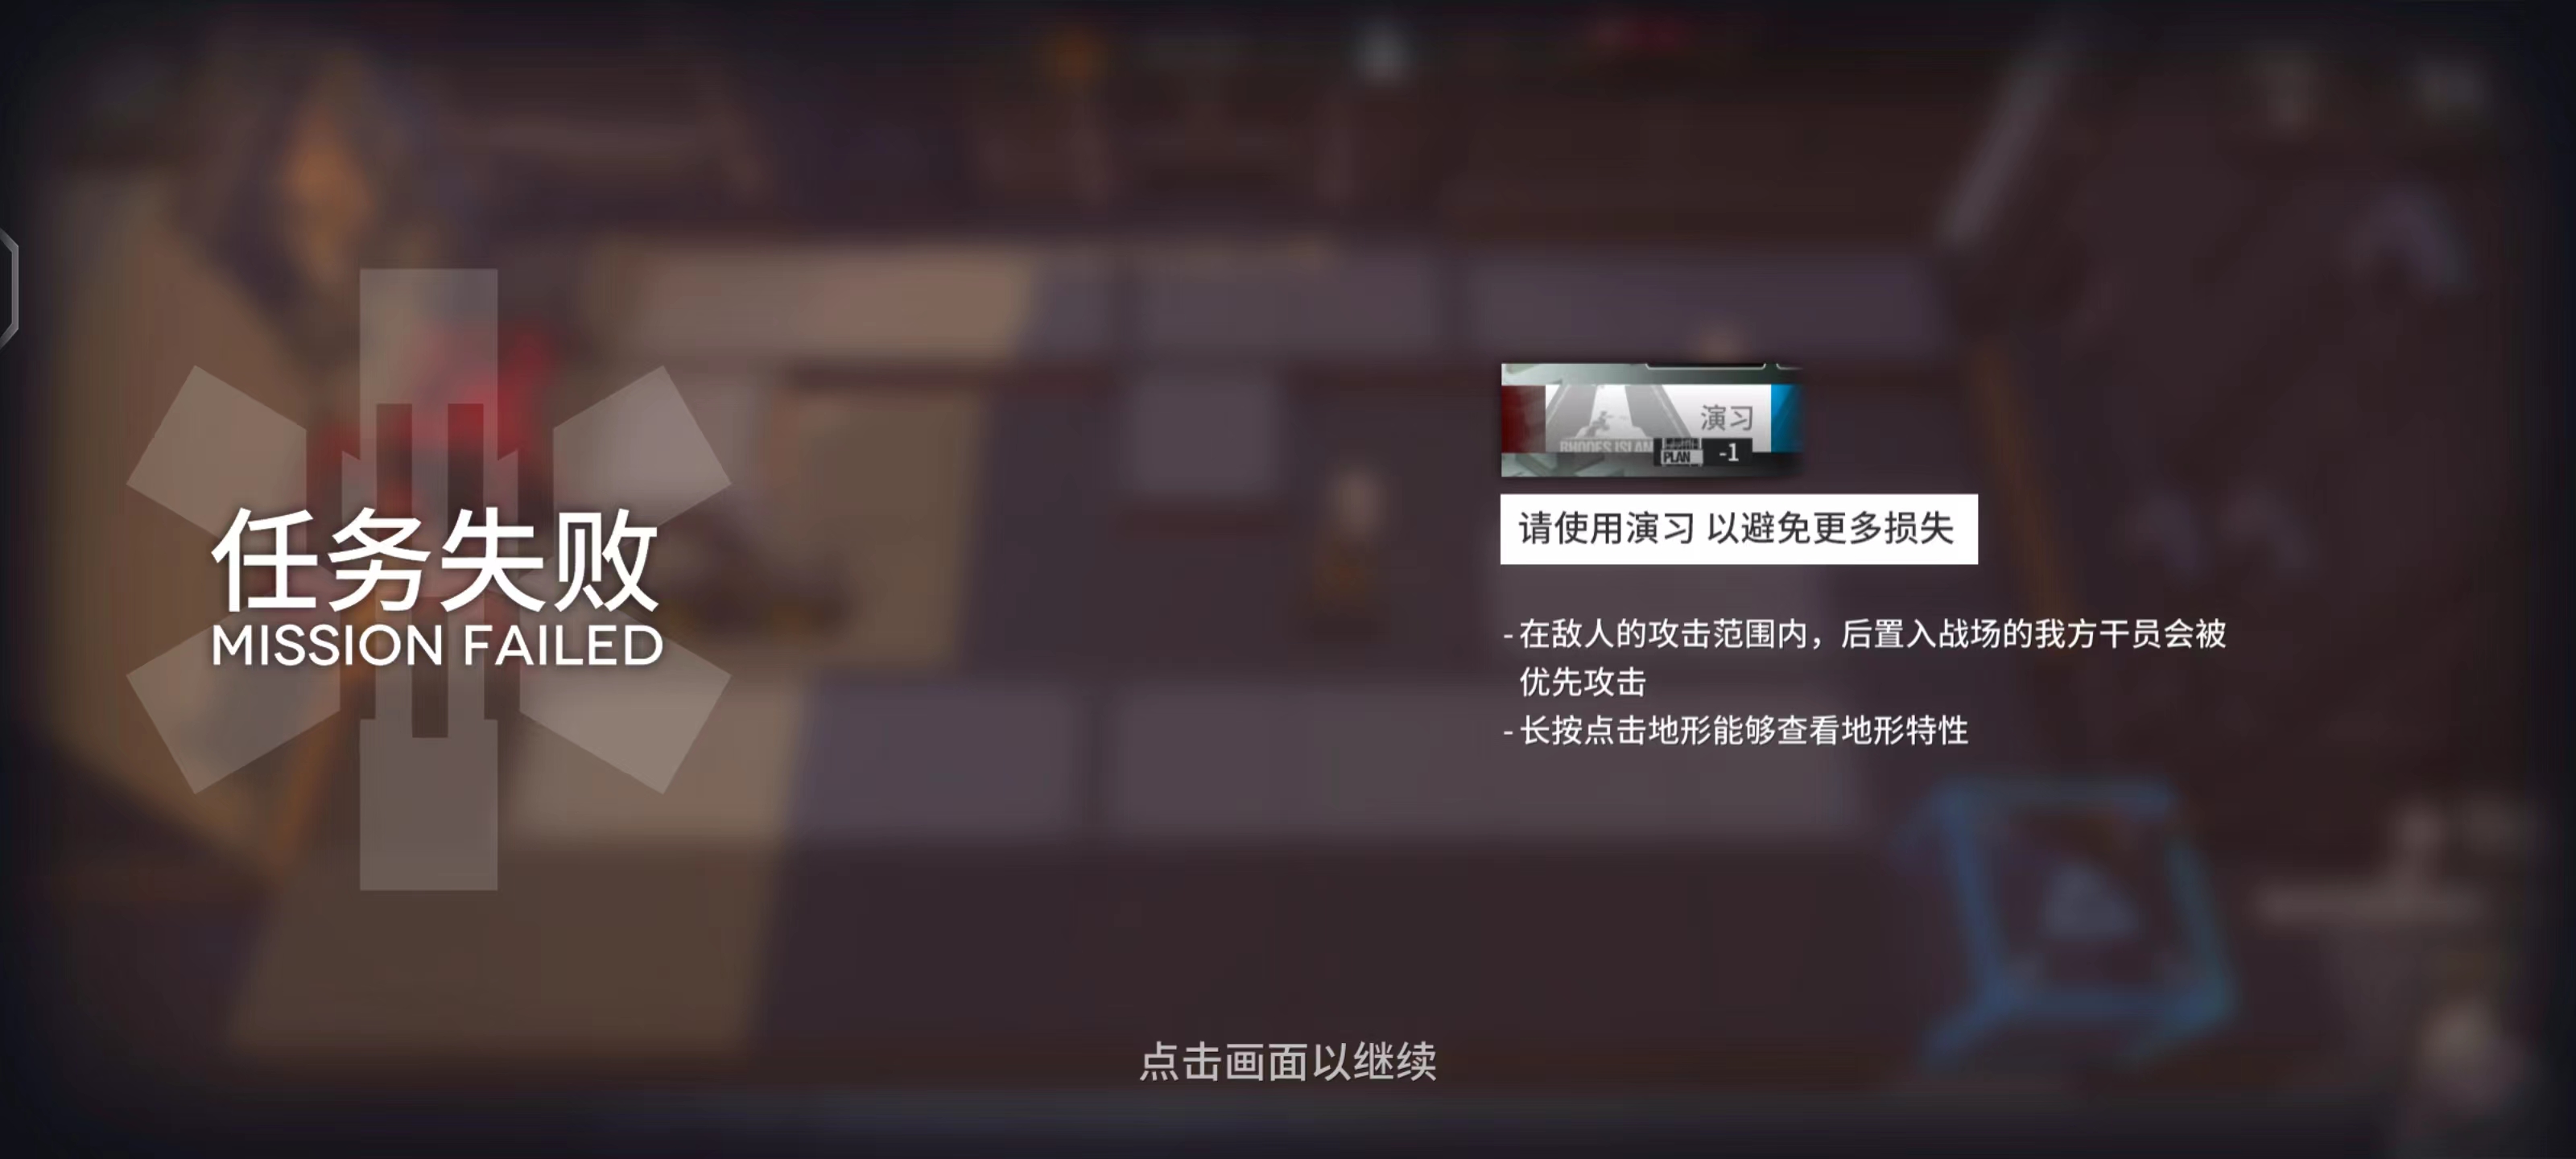 任务失败
MISSION FAILED
演习
RHODES ISLAN
PLAN
-1
请使用演习 以避免更多损失
-在敌人的攻击范围内，后置入战场的我方干员会被
优先攻击
-长按点击地形能够查看地形特性
点击画面以继续